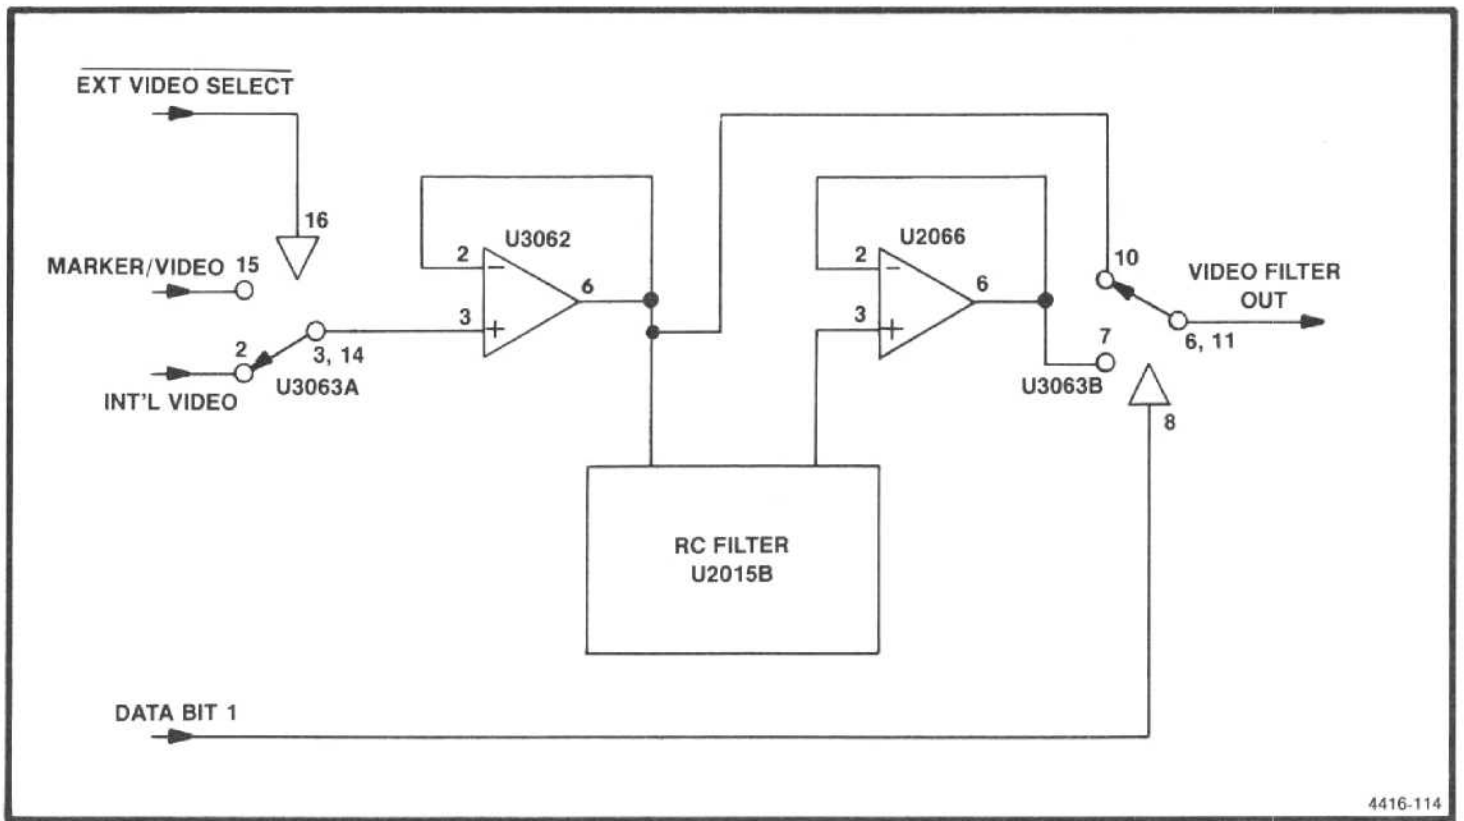 EXT VIDEO SELECT
16
MARKER/VIDEO 15
2
3, 14
U3063A
INT'L VIDEO
U3062
2
−
3
+
6
U2066
2
−
3
+
6
10
VIDEO FILTER
OUT
7
6, 11
U3063B
8
RC FILTER
U2015B
DATA BIT 1
4416-114